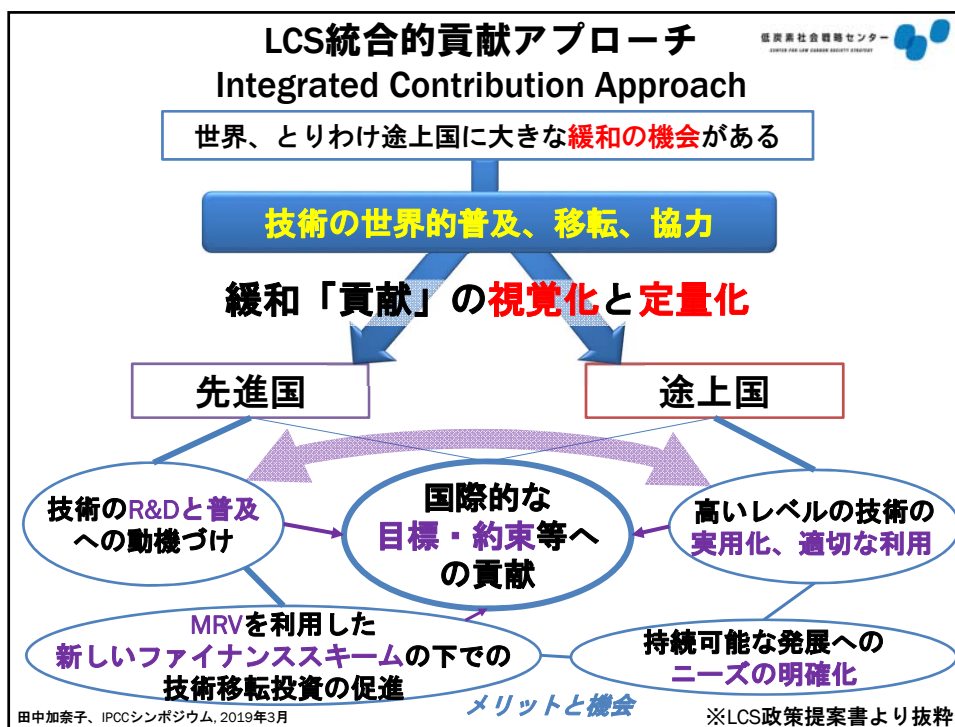 LCS統合的貢献アプローチ
Integrated Contribution Approach
低炭素社会戦略センター
CENTER FOR LOW CARBON SOCIETY STRATEGY
世界、とりわけ途上国に大きな緩和の機会がある
技術の世界的普及、移転、協力
緩和「貢献」の視覚化と定量化
先進国
途上国
技術のR&Dと普及
への動機づけ
国際的な
目標・約束等へ
の貢献
高いレベルの技術の
実用化、適切な利用
MRVを利用した
新しいファイナンススキームの下での
技術移転投資の促進
持続可能な発展への
ニーズの明確化
メリットと機会
田中加奈子、IPCCシンポジウム, 2019年3月
※LCS政策提案書より抜粋